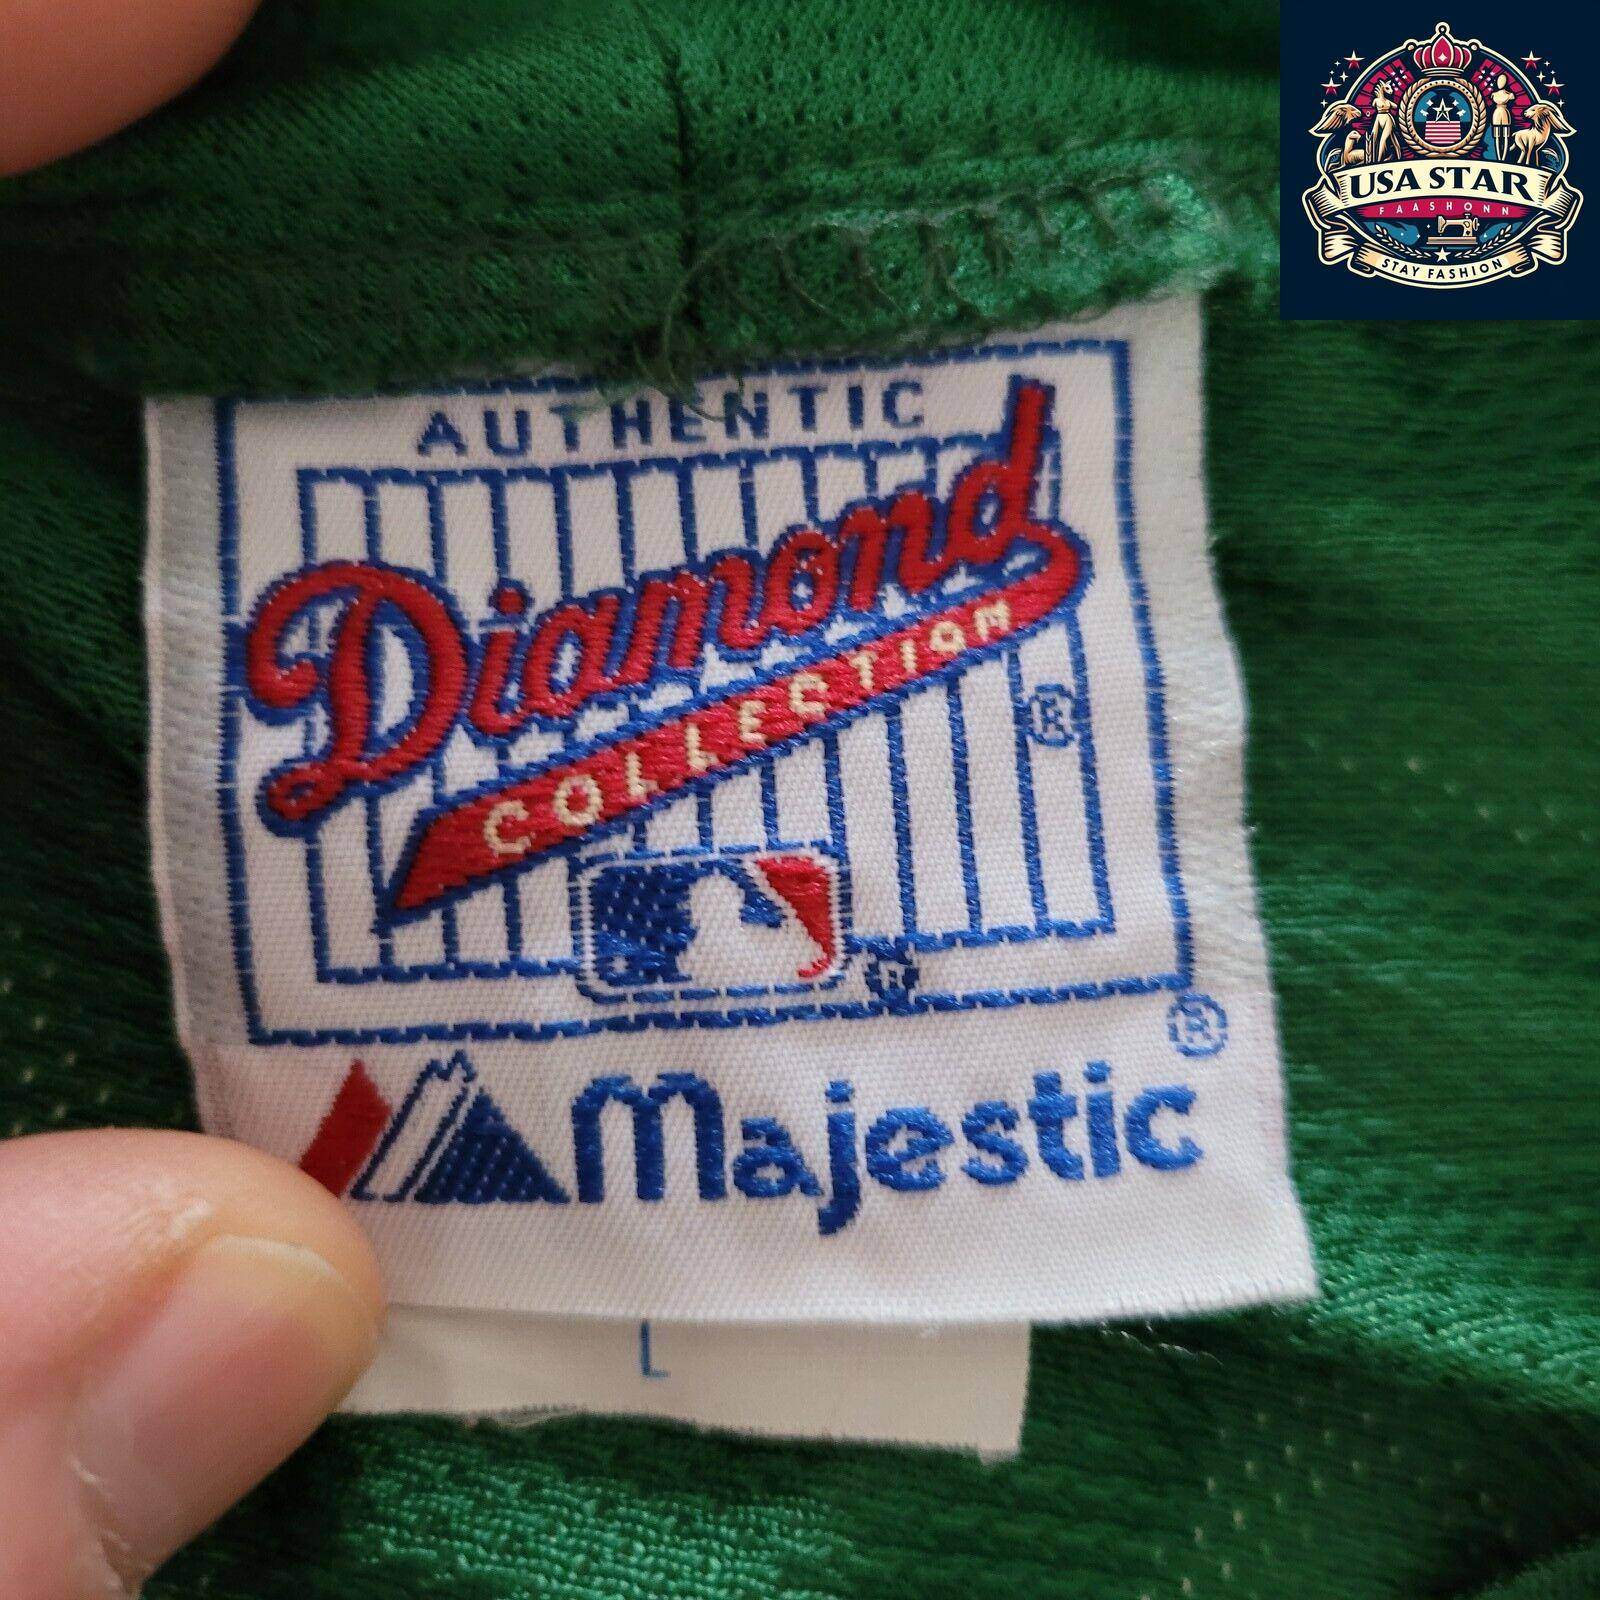 USA STAR
FAASHONN
STAY FASHION
AUTHENTIC
Diamond
COLLECTION
®
®
®
Majestic
L